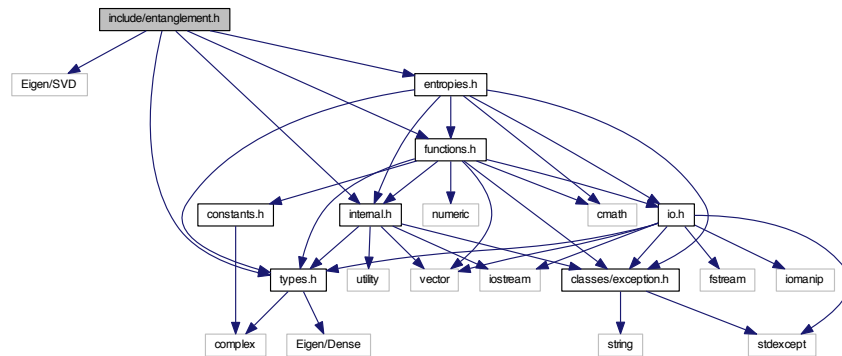 include/entanglement.h
Eigen/SVD
entropies.h
functions.h
constants.h
internal.h
numeric
cmath
io.h
types.h
utility
vector
iostream
classes/exception.h
fstream
iomanip
complex
Eigen/Dense
string
stdexcept